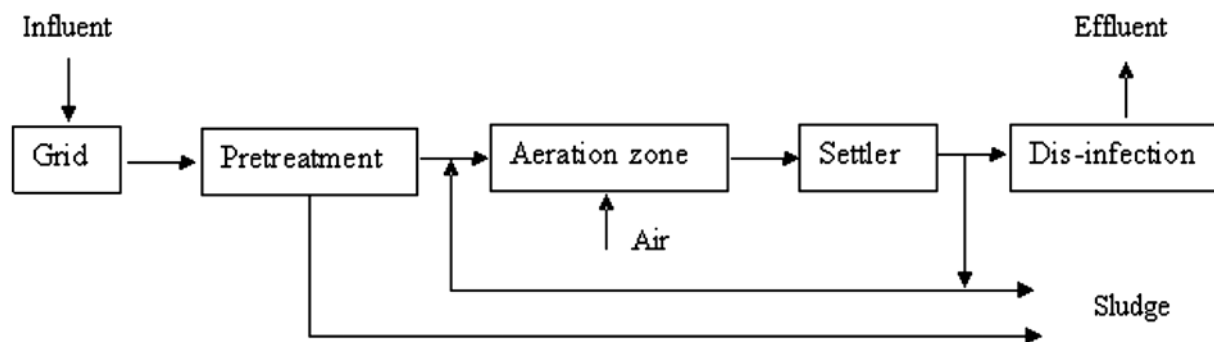 Influent
Effluent
Grid
Pretreatment
Aeration zone
Settler
Dis-infection
Air
Sludge